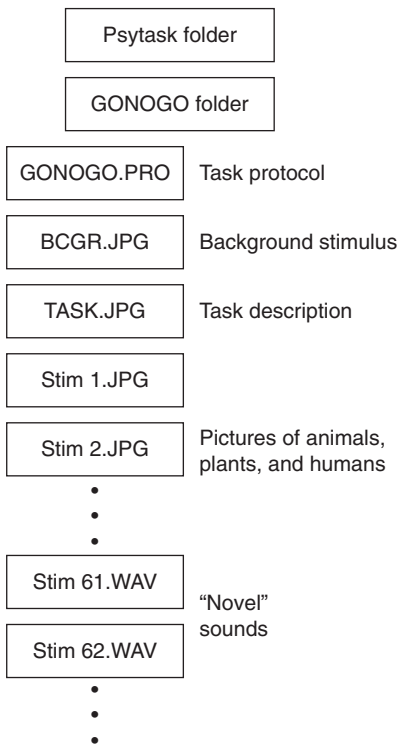 Psytask folder
GONOGO folder
GONOGO.PRO Task protocol
BCGR.JPG Background stimulus
TASK.JPG Task description
Stim 1.JPG
Stim 2.JPG
Pictures of animals,
plants, and humans
Stim 61.WAV
“Novel”
sounds
Stim 62.WAV